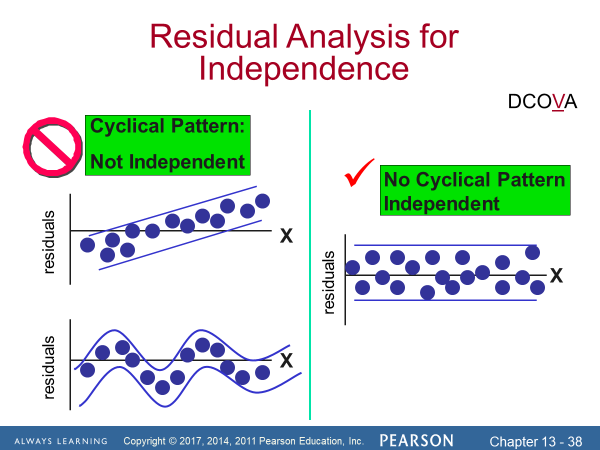 Residual Analysis for
Independence
DCOVA
Cyclical Pattern:
Not Independent
No Cyclical Pattern
Independent
residuals
X
residuals
X
residuals
X
ALWAYS LEARNING
Copyright © 2017, 2014, 2011 Pearson Education, Inc.
PEARSON
Chapter 13 - 38